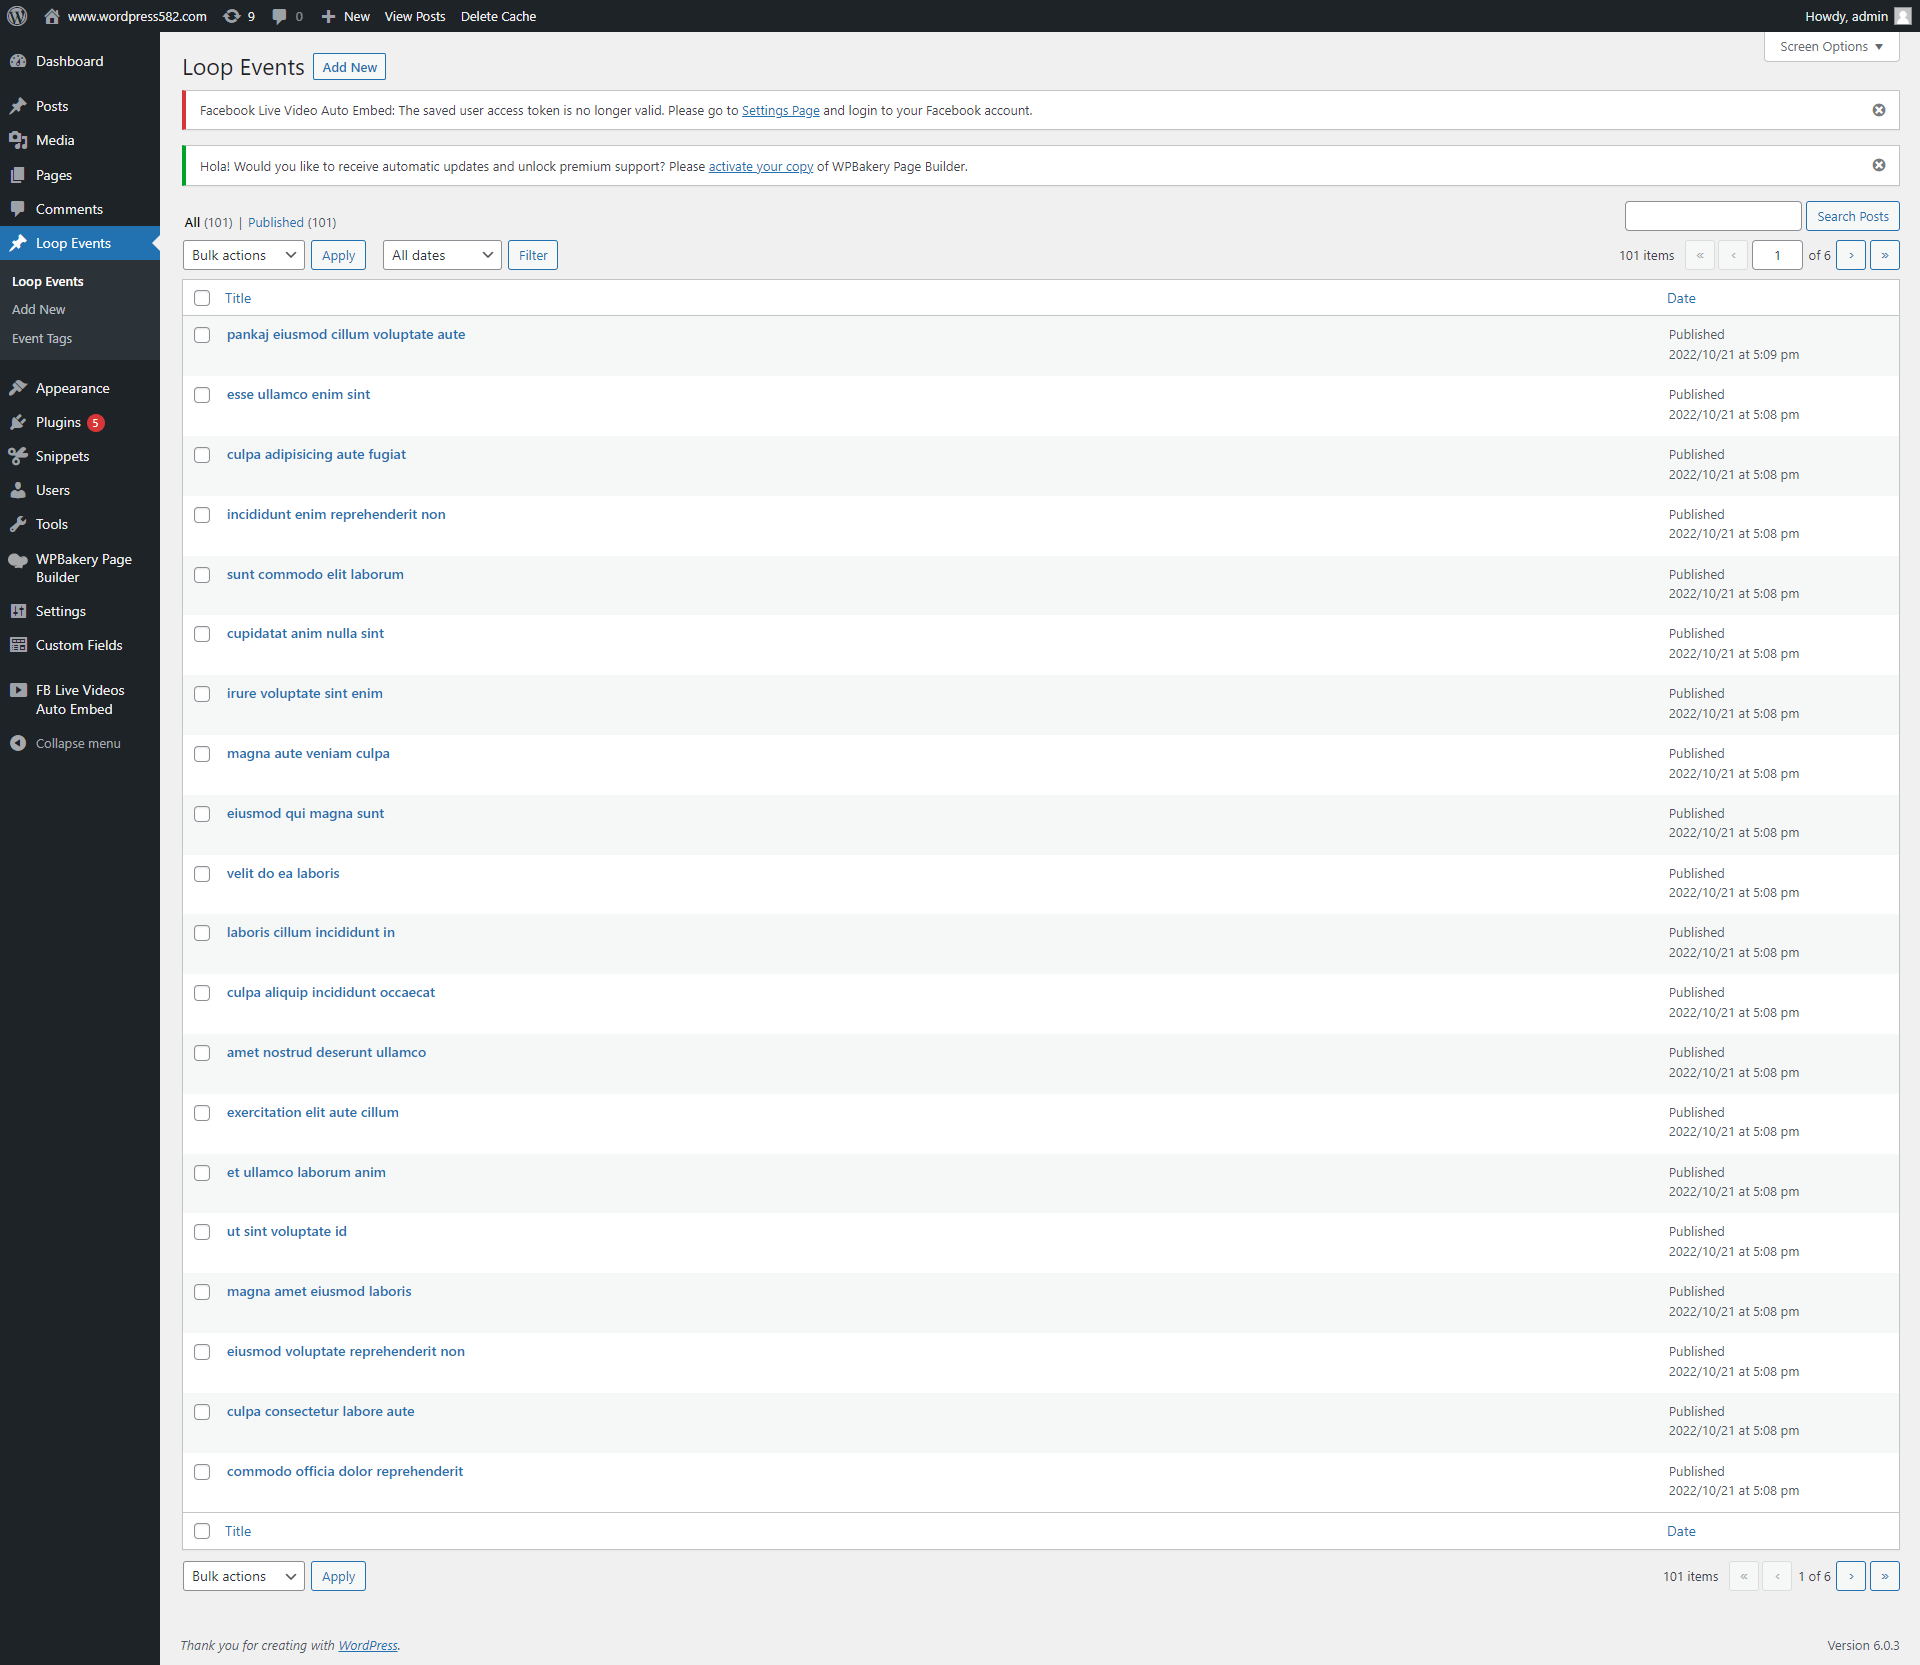 www.wordpress582.com 9 0 New View Posts Delete Cache Howdy, admin
Screen Options
Dashboard
Posts
Media
Pages
Comments
Loop Events
Loop Events
Add New
Event Tags
Appearance
Plugins 5
Snippets
Users
Tools
WPBakery Page
Builder
Settings
Custom Fields
FB Live Videos
Auto Embed
Collapse menu
Loop Events Add New
Facebook Live Video Auto Embed: The saved user access token is no longer valid. Please go to Settings Page and login to your Facebook account.
Hola! Would you like to receive automatic updates and unlock premium support? Please activate your copy of WPBakery Page Builder.
All (101) | Published (101)
Search Posts
Bulk actions Apply All dates Filter 101 items « ‹ 1 of 6 › »
Title Date
pankaj eiusmod cillum voluptate aute Published
2022/10/21 at 5:09 pm
esse ullamco enim sint Published
2022/10/21 at 5:08 pm
culpa adipisicing aute fugiat Published
2022/10/21 at 5:08 pm
incididunt enim reprehenderit non Published
2022/10/21 at 5:08 pm
sunt commodo elit laborum Published
2022/10/21 at 5:08 pm
cupidatat anim nulla sint Published
2022/10/21 at 5:08 pm
irure voluptate sint enim Published
2022/10/21 at 5:08 pm
magna aute veniam culpa Published
2022/10/21 at 5:08 pm
eiusmod qui magna sunt Published
2022/10/21 at 5:08 pm
velit do ea laboris Published
2022/10/21 at 5:08 pm
laboris cillum incididunt in Published
2022/10/21 at 5:08 pm
culpa aliquip incididunt occaecat Published
2022/10/21 at 5:08 pm
amet nostrud deserunt ullamco Published
2022/10/21 at 5:08 pm
exercitation elit aute cillum Published
2022/10/21 at 5:08 pm
et ullamco laborum anim Published
2022/10/21 at 5:08 pm
ut sint voluptate id Published
2022/10/21 at 5:08 pm
magna amet eiusmod laboris Published
2022/10/21 at 5:08 pm
eiusmod voluptate reprehenderit non Published
2022/10/21 at 5:08 pm
culpa consectetur labore aute Published
2022/10/21 at 5:08 pm
commodo officia dolor reprehenderit Published
2022/10/21 at 5:08 pm
Title Date
Bulk actions Apply 101 items « ‹ 1 of 6 › »
Thank you for creating with WordPress. Version 6.0.3